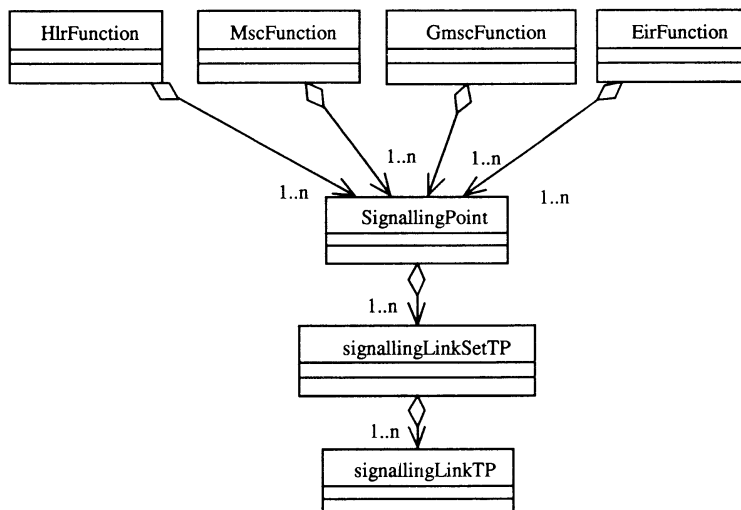 HlrFunction
MscFunction
GmscFunction
EirFunction
1..n
1..n
1..n
1..n
SignallingPoint
1..n
signallingLinkSetTP
1..n
signallingLinkTP